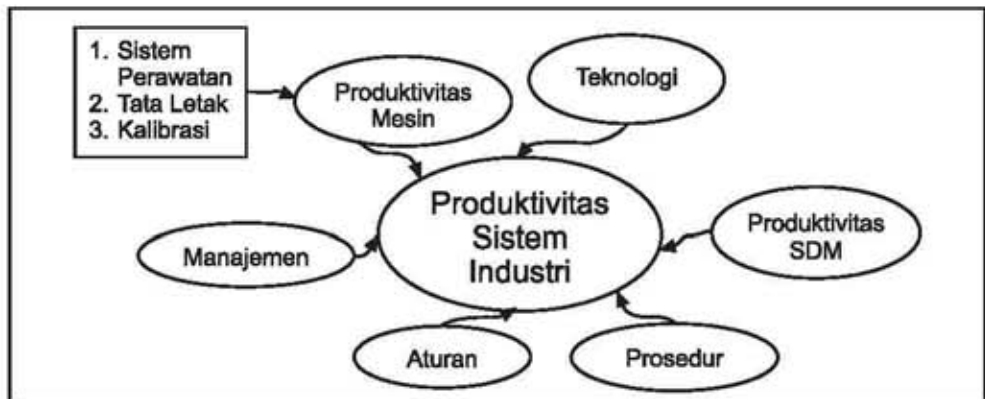 1. Sistem
Perawatan
2. Tata Letak
3. Kalibrasi
Produktivitas
Mesin
Teknologi
Produktivitas
Sistem
Industri
Produktivitas
SDM
Manajemen
Aturan
Prosedur